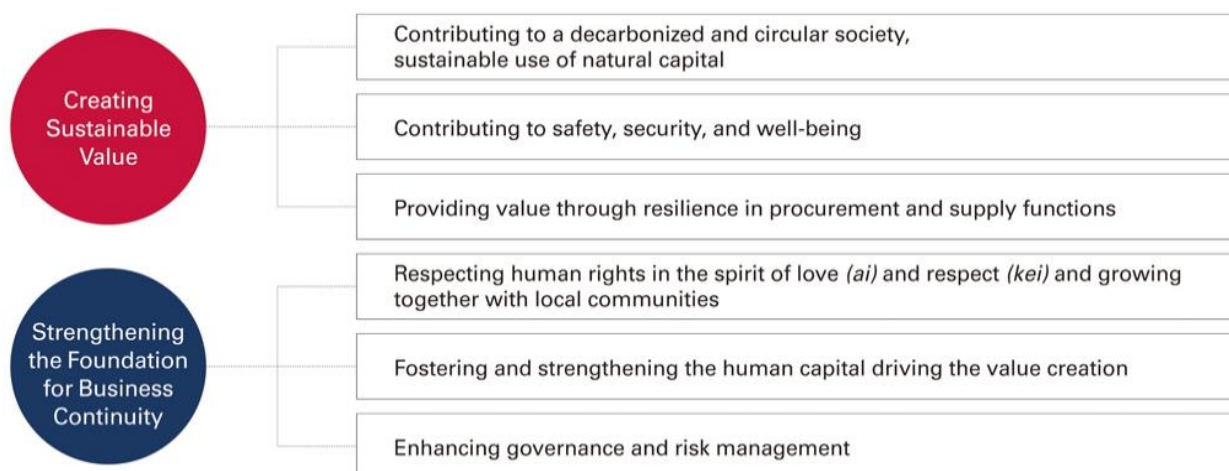 Creating
Sustainable
Value
Contributing to a decarbonized and circular society,
sustainable use of natural capital
Contributing to safety, security, and well-being
Providing value through resilience in procurement and supply functions
Strengthening
the Foundation
for Business
Continuity
Respecting human rights in the spirit of love (ai) and respect (kei) and growing
together with local communities
Fostering and strengthening the human capital driving the value creation
Enhancing governance and risk management